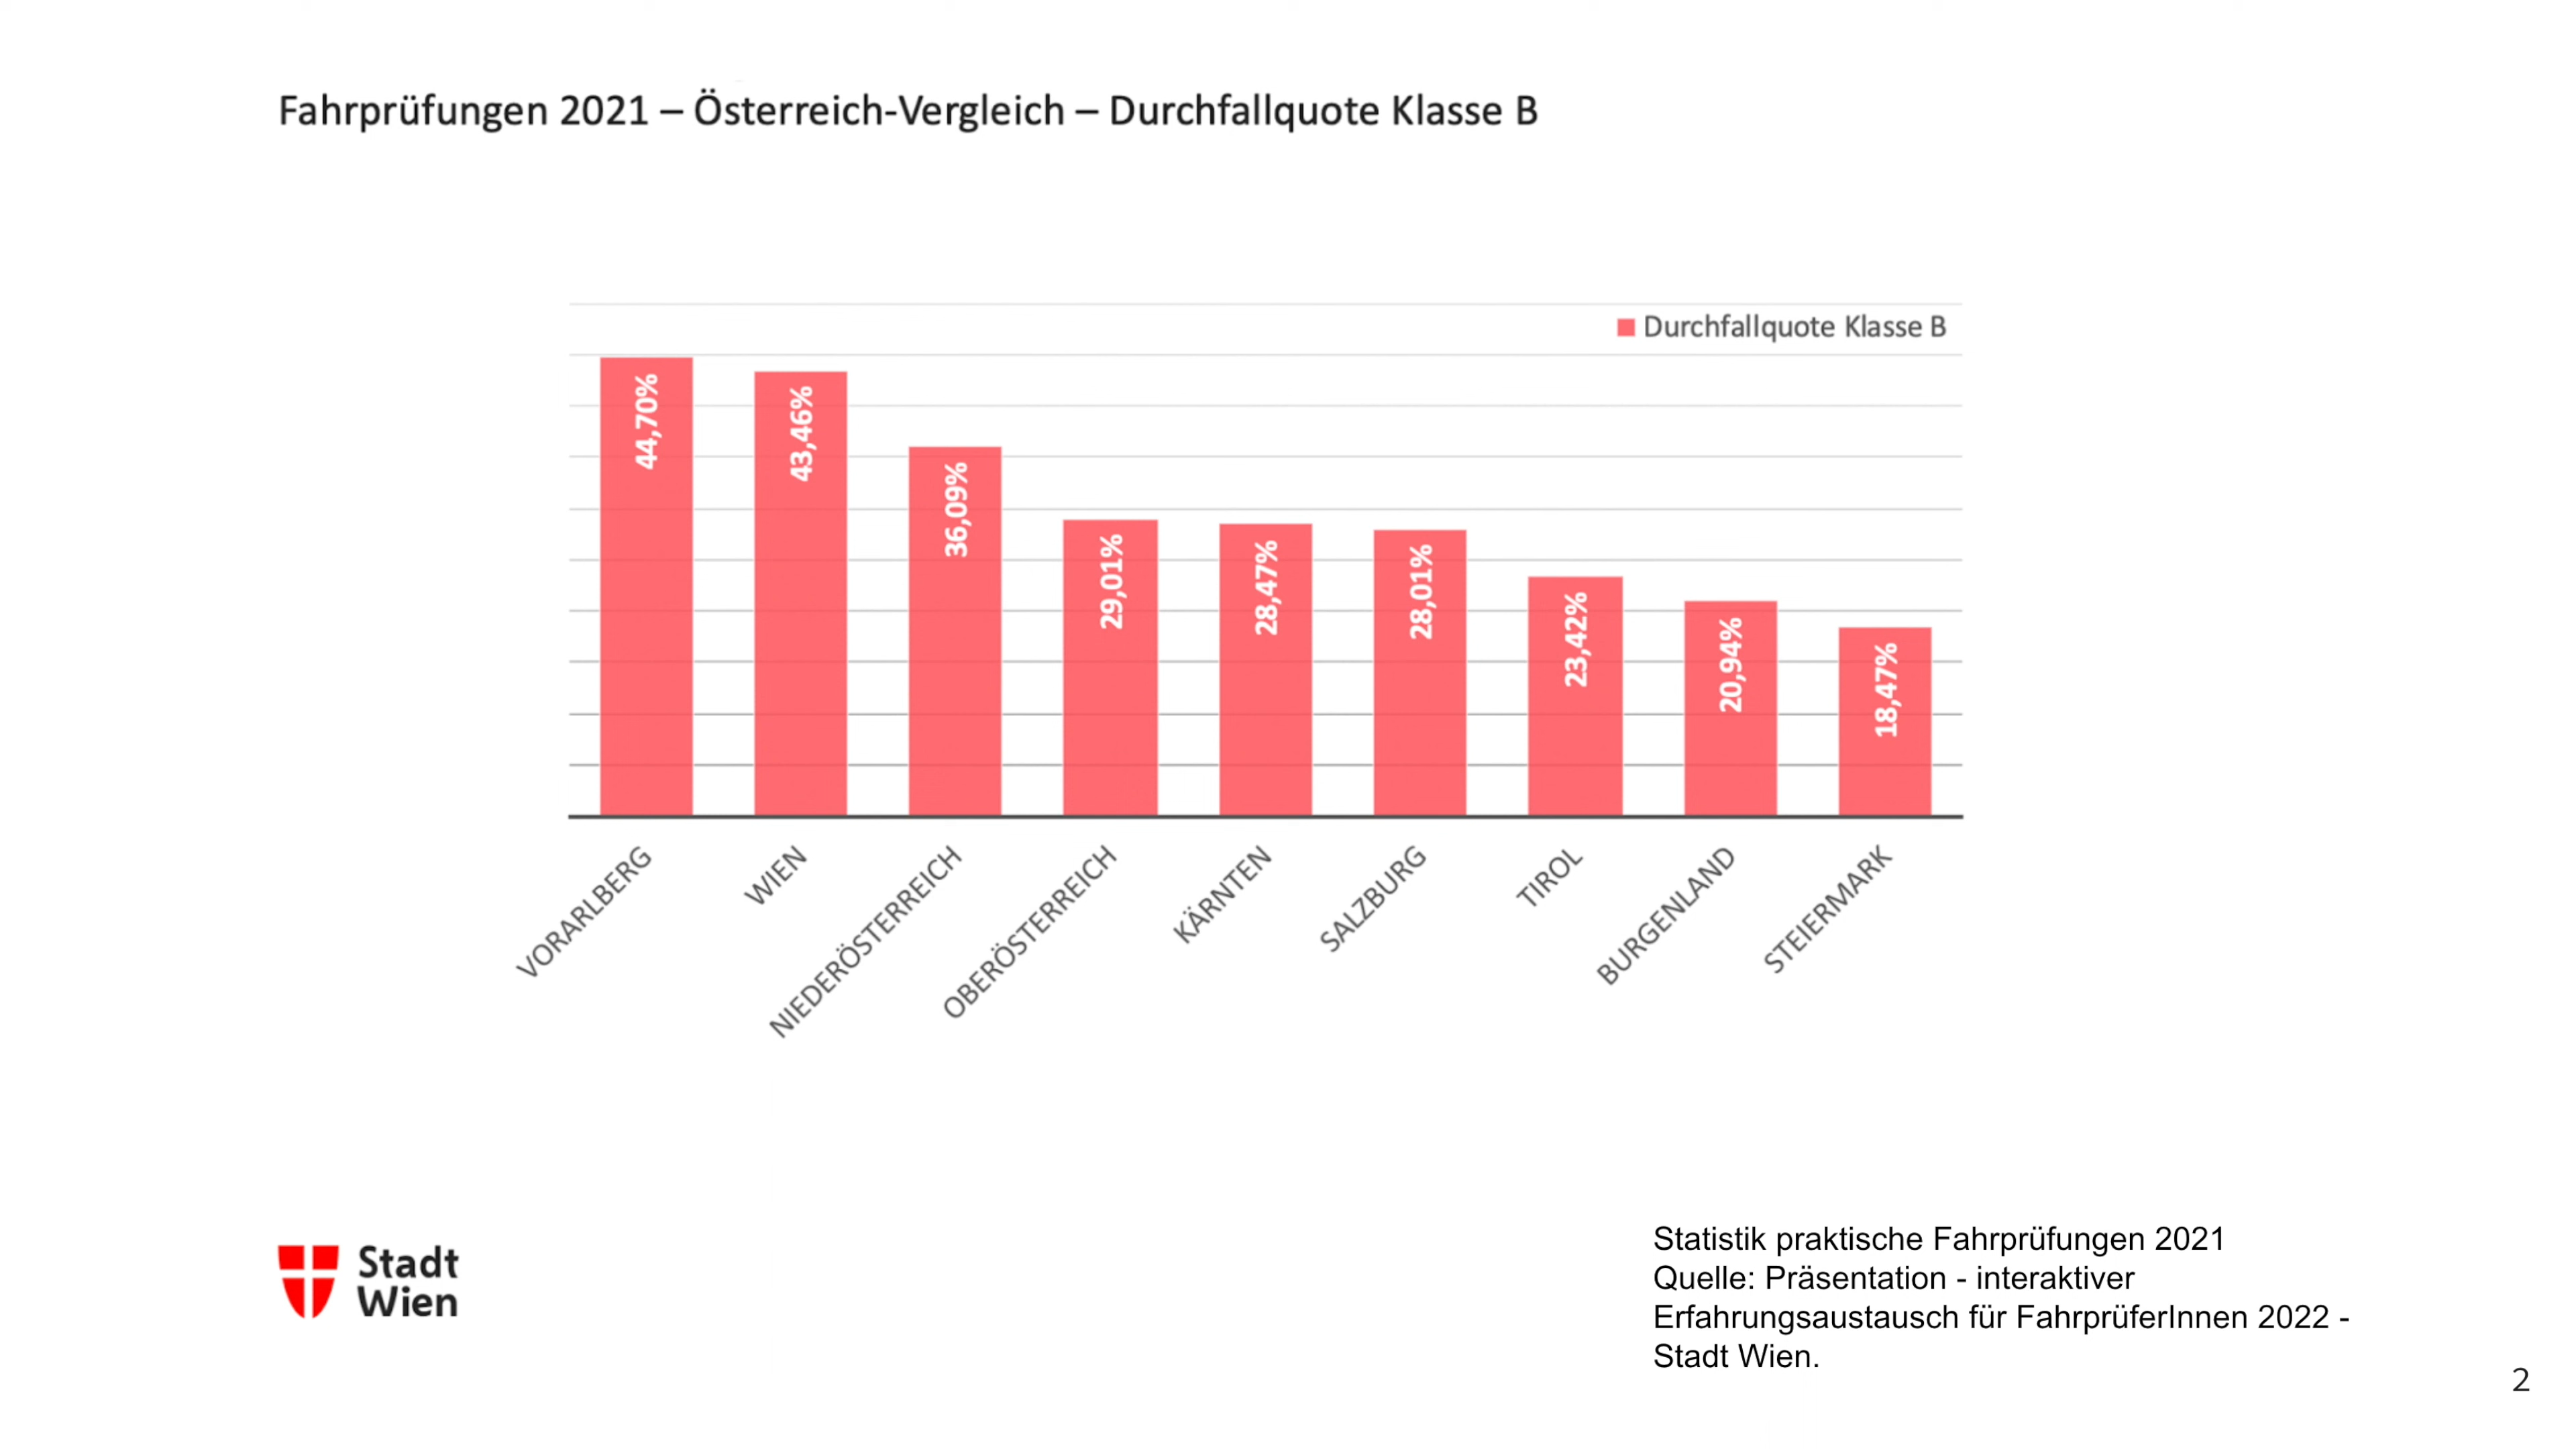 Fahrprüfungen 2021 – Österreich-Vergleich – Durchfallquote Klasse B
Durchfallquote Klasse B
44,70%
43,46%
36,09%
29,01%
28,47%
28,01%
23,42%
20,94%
18,47%
VORARLBERG
WIEN
NIEDERÖSTERREICH
OBERÖSTERREICH
KÄRNTEN
SALZBURG
TIROL
BURGENLAND
STEIERMARK
Stadt
Wien
Statistik praktische Fahrprüfungen 2021
Quelle: Präsentation - interaktiver
Erfahrungsaustausch für FahrprüferInnen 2022 -
Stadt Wien.
2